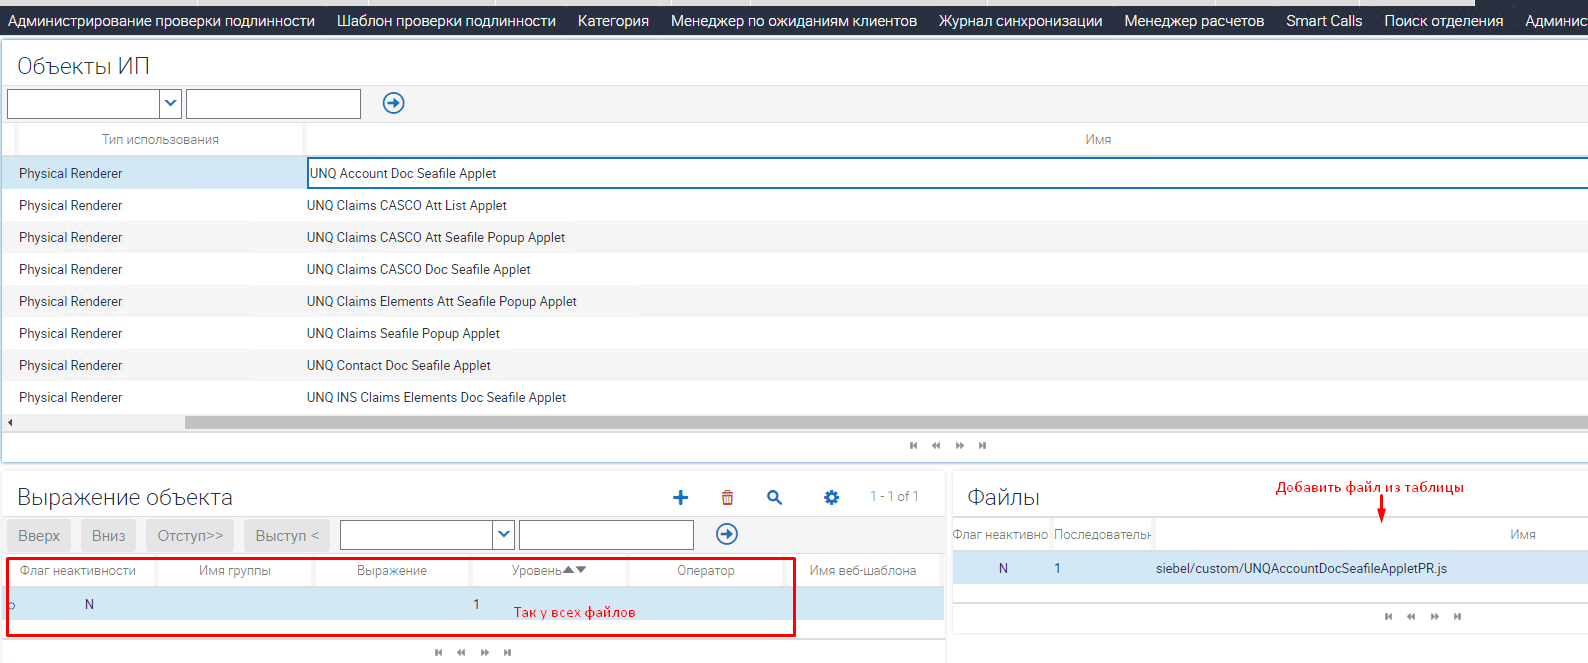 Администрирование проверки подлинности Шаблон проверки подлинности Категория Менеджер по ожиданиям клиентов Журнал синхронизации Менеджер расчетов Smart Calls Поиск отделения Админис
Объекты ИП
Тип использования Имя
Physical Renderer UNQ Account Doc Seafile Applet
Physical Renderer UNQ Claims CASCO Att List Applet
Physical Renderer UNQ Claims CASCO Att Seafile Popup Applet
Physical Renderer UNQ Claims CASCO Doc Seafile Applet
Physical Renderer UNQ Claims Elements Att Seafile Popup Applet
Physical Renderer UNQ Claims Seafile Popup Applet
Physical Renderer UNQ Contact Doc Seafile Applet
Physical Renderer UNQ INS Claims Elements Doc Seafile Applet
Выражение объекта 1 - 1 of 1
Вверх Вниз Отступ>> Выступ <
Флаг неактивности Имя группы Выражение Уровень Оператор Имя веб-шаблона
N 1 Так у всех файлов
Файлы Добавить файл из таблицы
Флаг неактивно Последователь Имя
N 1 siebel/custom/UNQAccountDocSeafileAppletPR.js